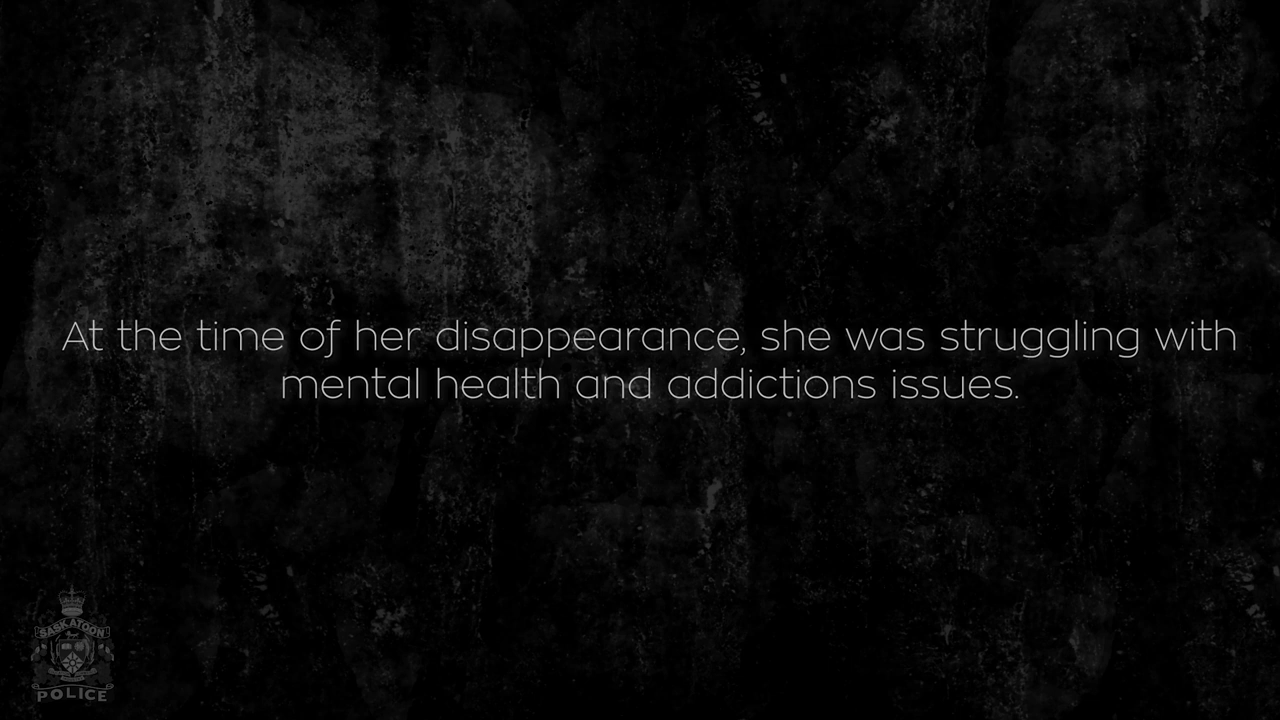 At the time of her disappearance, she was struggling with
mental health and addictions issues.
SASKATOON
POLICE